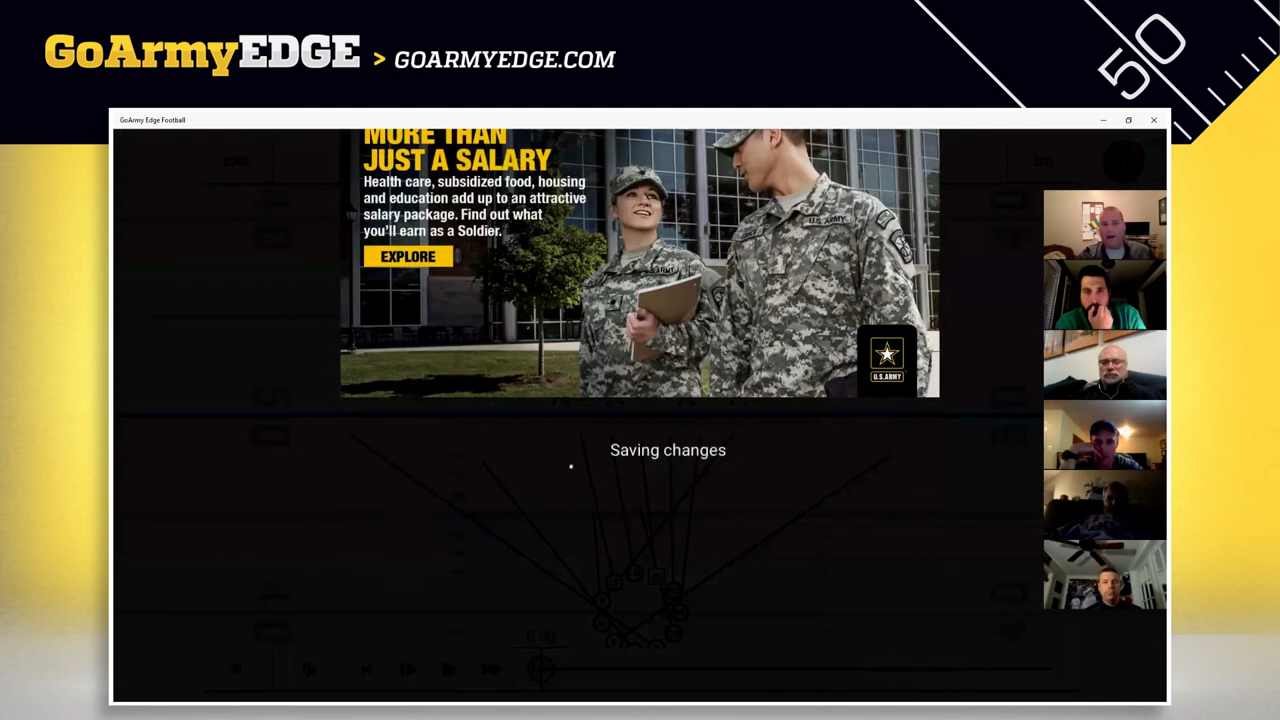 GoArmyEDGE > GOARMYEDGE.COM
50
GoArmy Edge Football
MORE THAN
JUST A SALARY
Health care, subsidized food, housing
and education add up to an attractive
salary package. Find out what
you'll earn as a Soldier.
EXPLORE
U.S. ARMY
U.S.ARMY
Saving changes